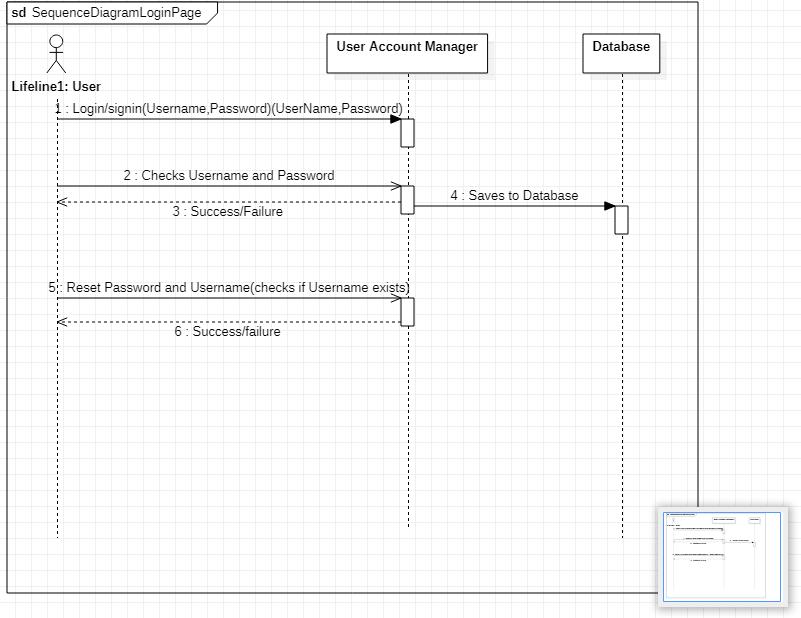 sd SequenceDiagramLoginPage
User Account Manager
Database
Lifeline1: User
1 : Login/signin(Username,Password)(UserName,Password)
2 : Checks Username and Password
4 : Saves to Database
3 : Success/Failure
5 : Reset Password and Username(checks if Username exists)
6 : Success/failure